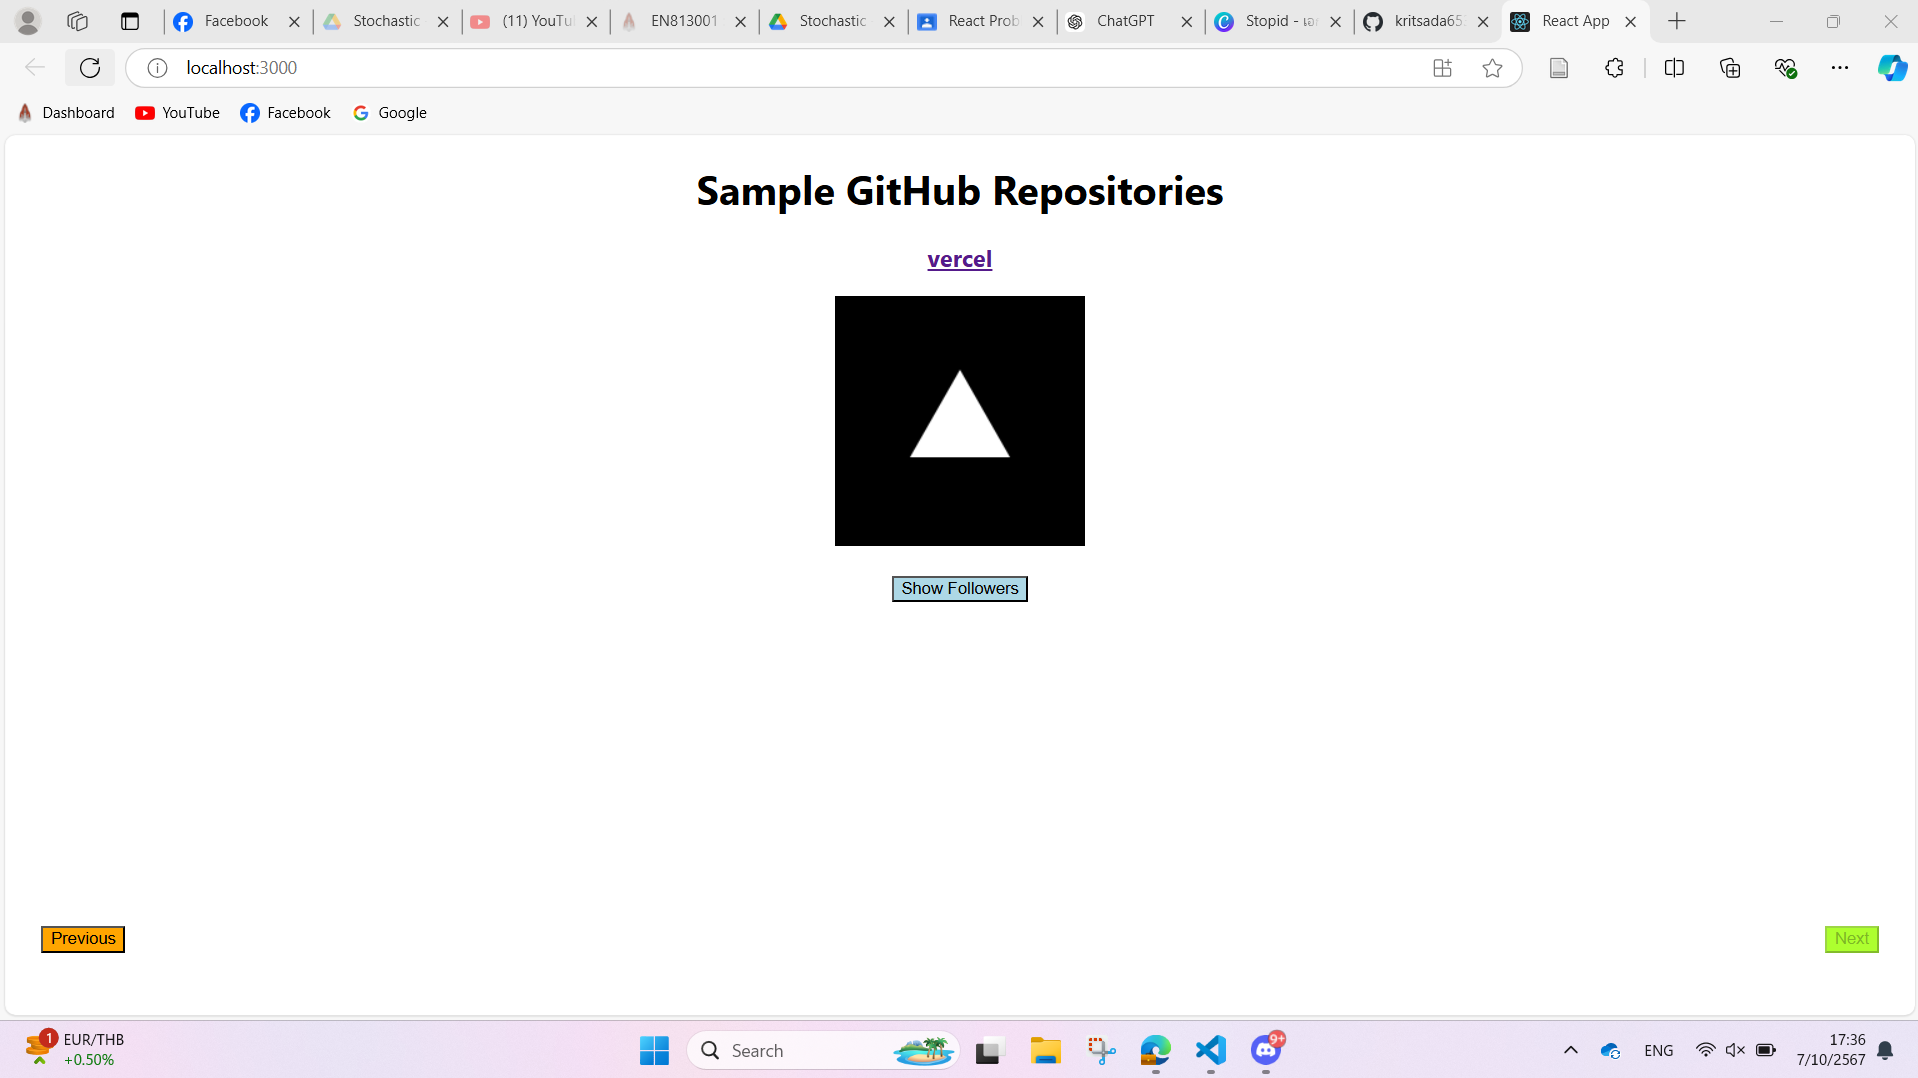 Facebook
Stochastic
(11) YouTu
EN813001
Stochastic
React Prob
ChatGPT
Stopid - เอ
kritsada65
React App
localhost:3000
Dashboard
YouTube
Facebook
Google
Sample GitHub Repositories
vercel
Show Followers
Previous
Next
1
EUR/THB
+0.50%
Search
9+
ENG
17:36
7/10/2567